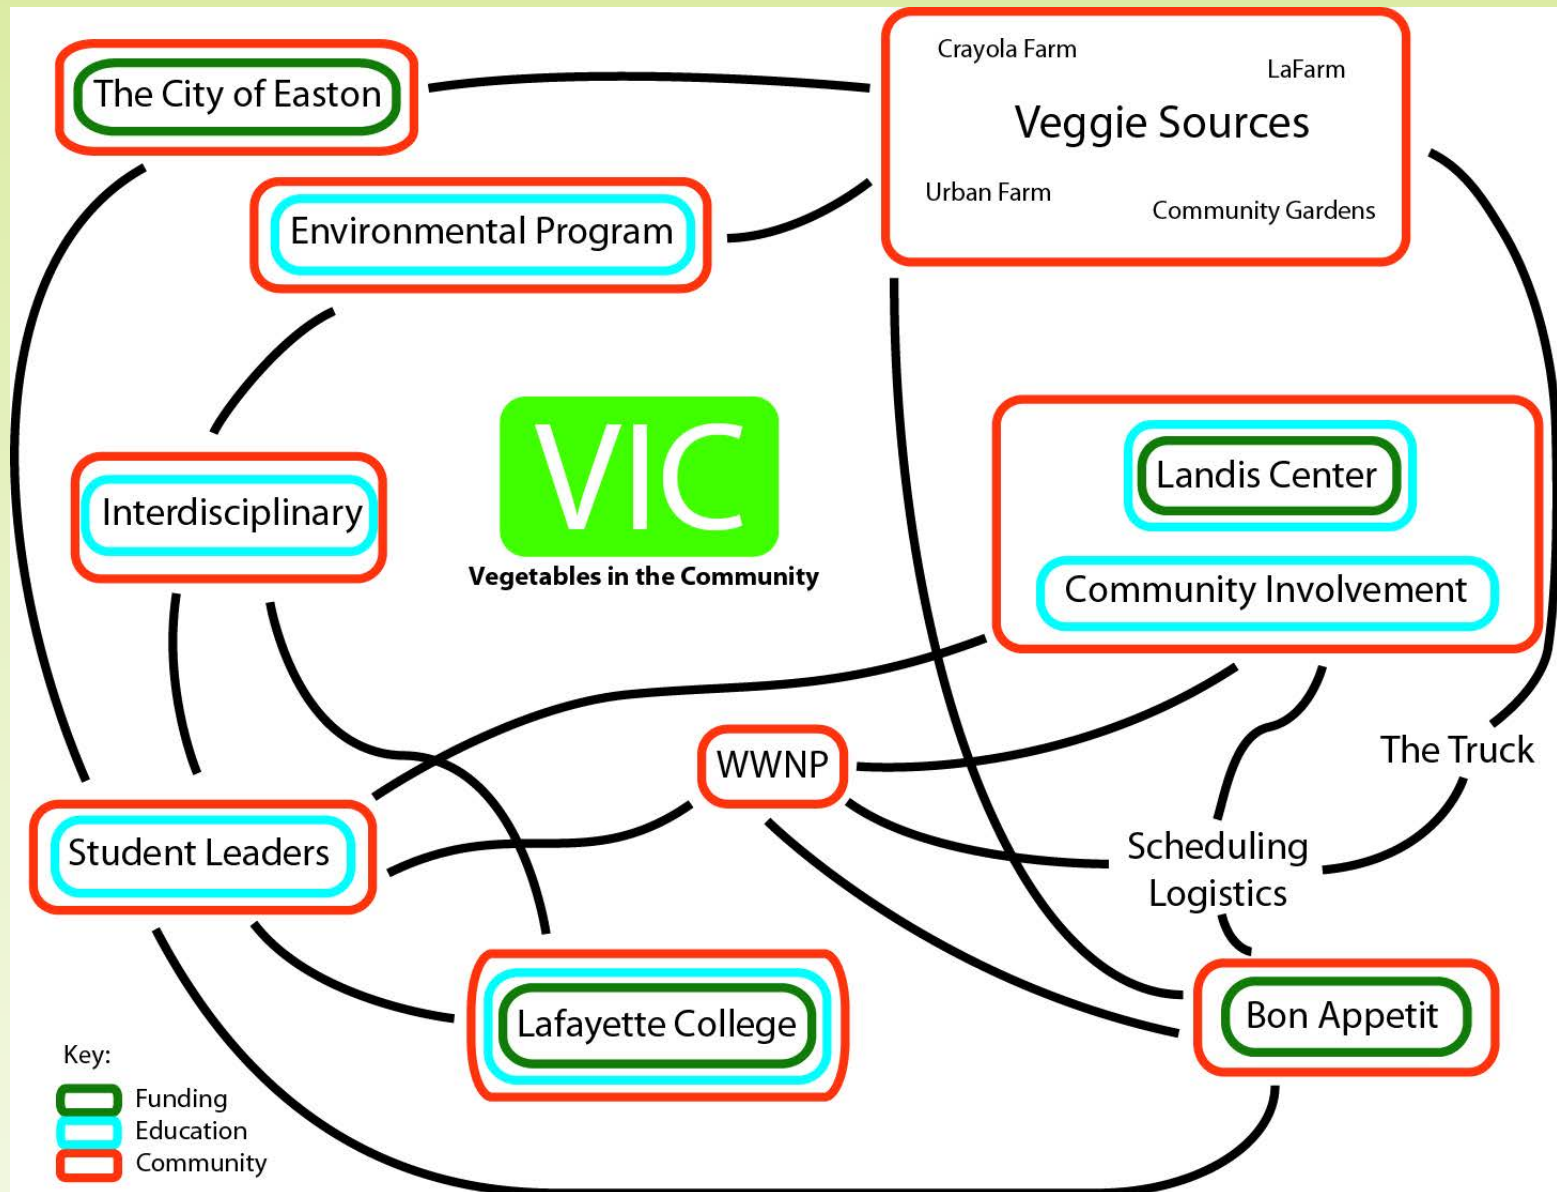 The City of Easton
Crayola Farm
LaFarm
Veggie Sources
Urban Farm
Community Gardens
Environmental Program
Interdisciplinary
VIC
Vegetables in the Community
Landis Center
Community Involvement
WWNP
The Truck
Student Leaders
Scheduling
Logistics
Lafayette College
Bon Appetit
Key:
Funding
Education
Community